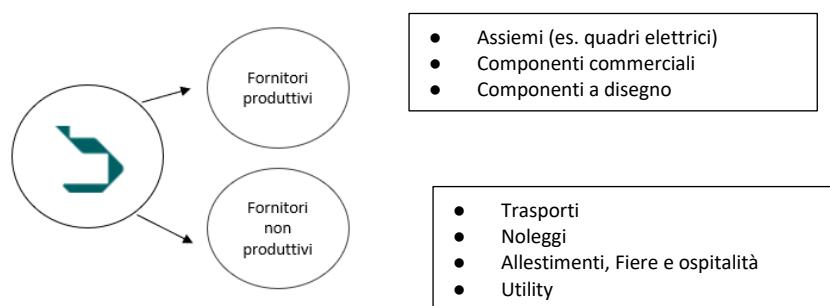 Fornitori
produttivi
● Assiemi (es. quadri elettrici)
● Componenti commerciali
● Componenti a disegno
Fornitori
non
produttivi
● Trasporti
● Noleggi
● Allestimenti, Fiere e ospitalità
● Utility